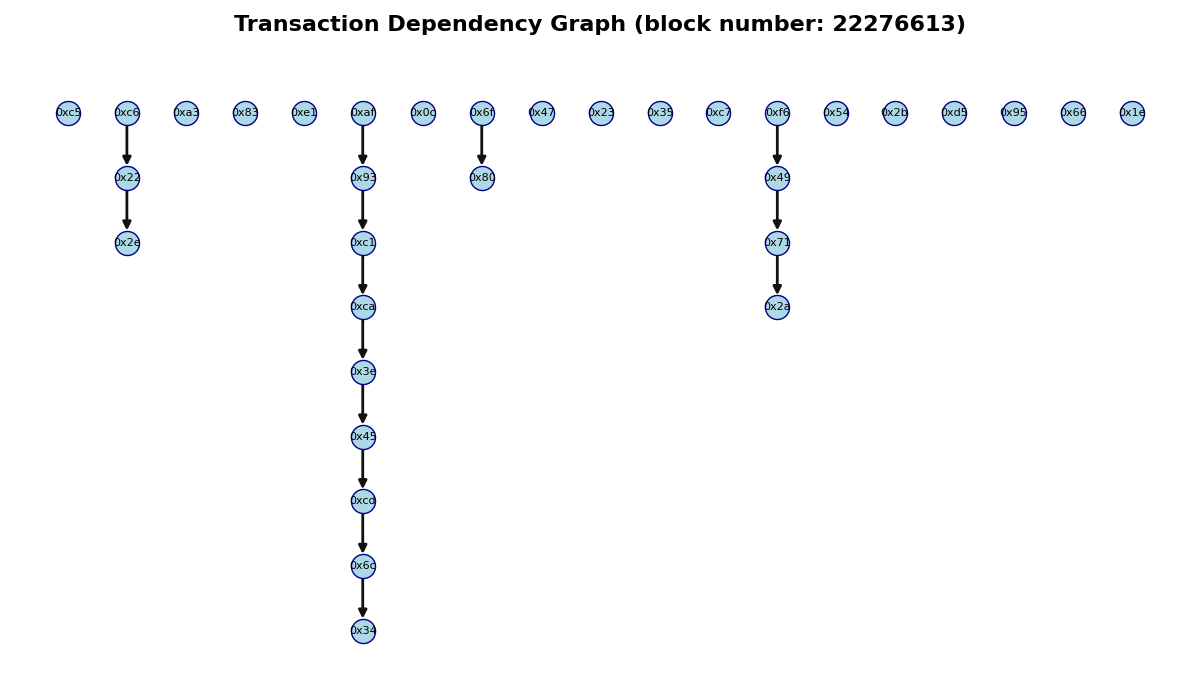 Transaction Dependency Graph (block number: 22276613)
0xc5 0xc6 0xa3 0x83 0xe1 0xaf 0x0c 0x6f 0x47 0x23 0x35 0xc7 0xf6 0x54 0x2b 0xd5 0x95 0x66 0x1e
0x22 0x93 0x80 0x49
0x2e 0xc1 0x71
0xca 0x2a
0x3e
0x45
0xcd
0x6c
0x34